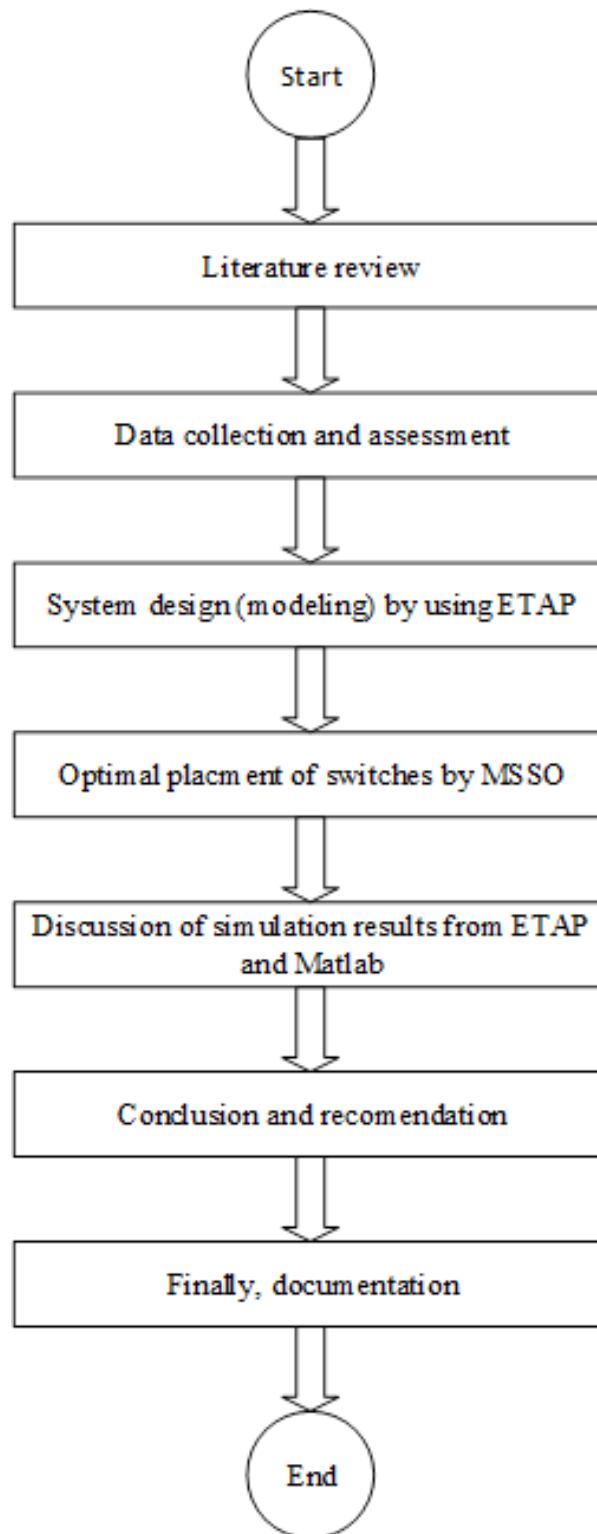 Start
Literature review
Data collection and assessment
System design (modeling) by using ETAP
Optimal placment of switches by MSSO
Discussion of simulation results from ETAP
and Matlab
Conclusion and recomendation
Finally, documentation
End